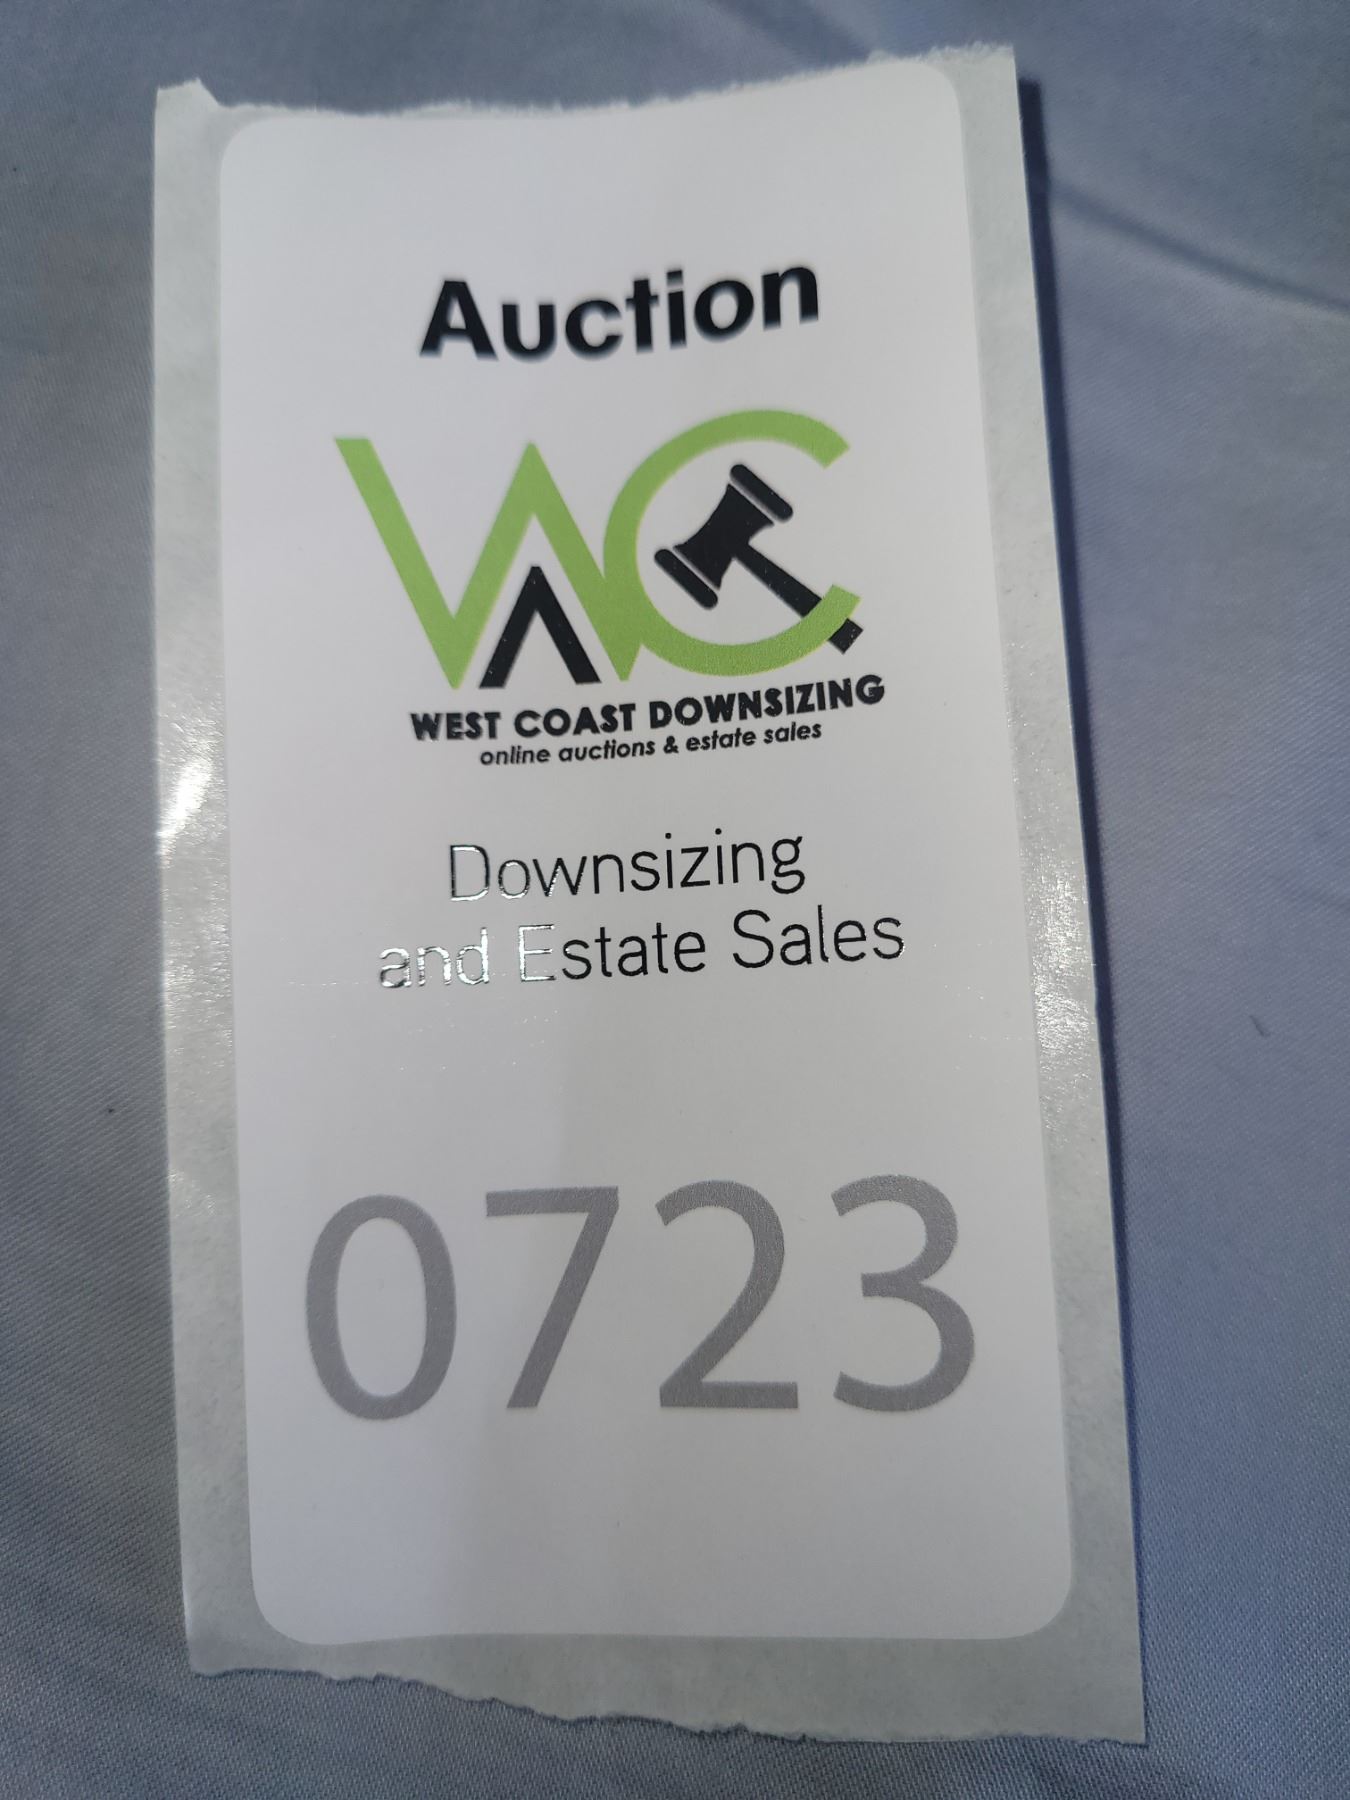 Auction
WC
WEST COAST DOWNSIZING
online auctions & estate sales
Downsizing
and Estate Sales
0723